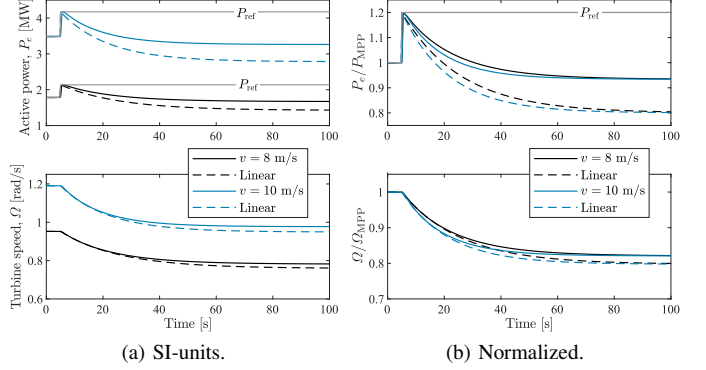 Active power, P_e [MW]
4
3
2
1
P_ref
P_ref
0 20 40 60 80 100
P_e/P_MPP
1.2
1.1
1
0.9
0.8
P_ref
0 20 40 60 80 100
v = 8 m/s
Linear
v = 10 m/s
Linear
v = 8 m/s
Linear
v = 10 m/s
Linear
Turbine speed, Ω [rad/s]
1.2
1
0.8
0.6
0 20 40 60 80 100
Time [s]
Ω/Ω_MPP
1
0.9
0.8
0.7
0 20 40 60 80 100
Time [s]
(a) SI-units.
(b) Normalized.